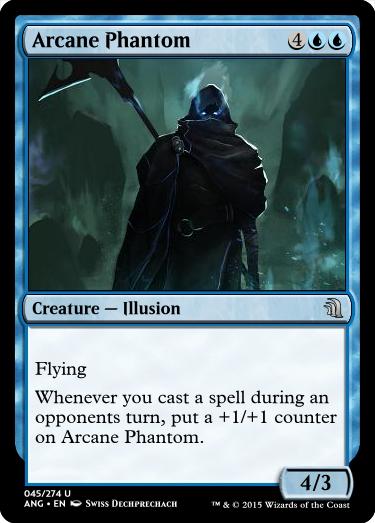 Arcane Phantom 4
Creature — Illusion
Flying
Whenever you cast a spell during an
opponents turn, put a +1/+1 counter
on Arcane Phantom.
4/3
045/274 U
ANG • EN Swiss Dechprechach ™ & © 2015 Wizards of the Coast